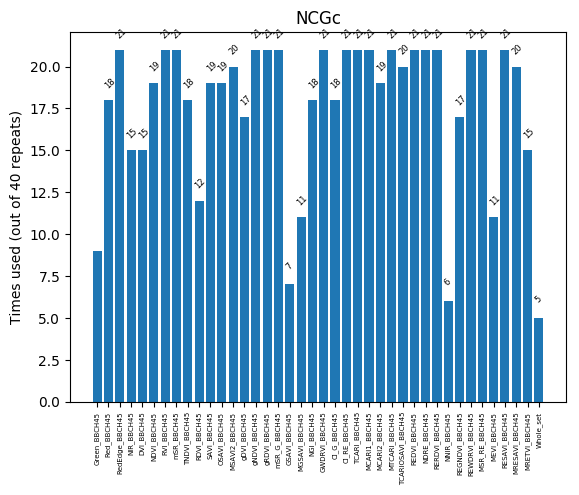 NCGc
Times used (out of 40 repeats)
20.0
17.5
15.0
12.5
10.0
7.5
5.0
2.5
0.0
18
21
15
15
19
21
21
18
12
19
19
20
17
21
21
21
7
11
18
21
18
21
21
21
19
21
20
21
21
21
6
17
21
21
11
21
20
15
5
Green_BBCH45
Red_BBCH45
RedEdge_BBCH45
NIR_BBCH45
DVI_BBCH45
NDVI_BBCH45
RVI_BBCH45
mSR_BBCH45
TNDVI_BBCH45
RDVI_BBCH45
SAVI_BBCH45
OSAVI_BBCH45
MSAVI2_BBCH45
gDVI_BBCH45
gNDVI_BBCH45
gRDVI_BBCH45
mSR_G_BBCH45
GSAVI_BBCH45
MGSAVI_BBCH45
NGI_BBCH45
GWDRVI_BBCH45
CI_G_BBCH45
CI_RE_BBCH45
TCARI_BBCH45
MCARI1_BBCH45
MCARI2_BBCH45
MTCARI_BBCH45
TCARIOSAVI_BBCH45
REDVI_BBCH45
NDRE_BBCH45
RERDVI_BBCH45
NNIR_BBCH45
REGNDVI_BBCH45
REWDRVI_BBCH45
MSR_RE_BBCH45
MEVI_BBCH45
RESAVI_BBCH45
MRESAVI_BBCH45
MRETVI_BBCH45
Whole_set